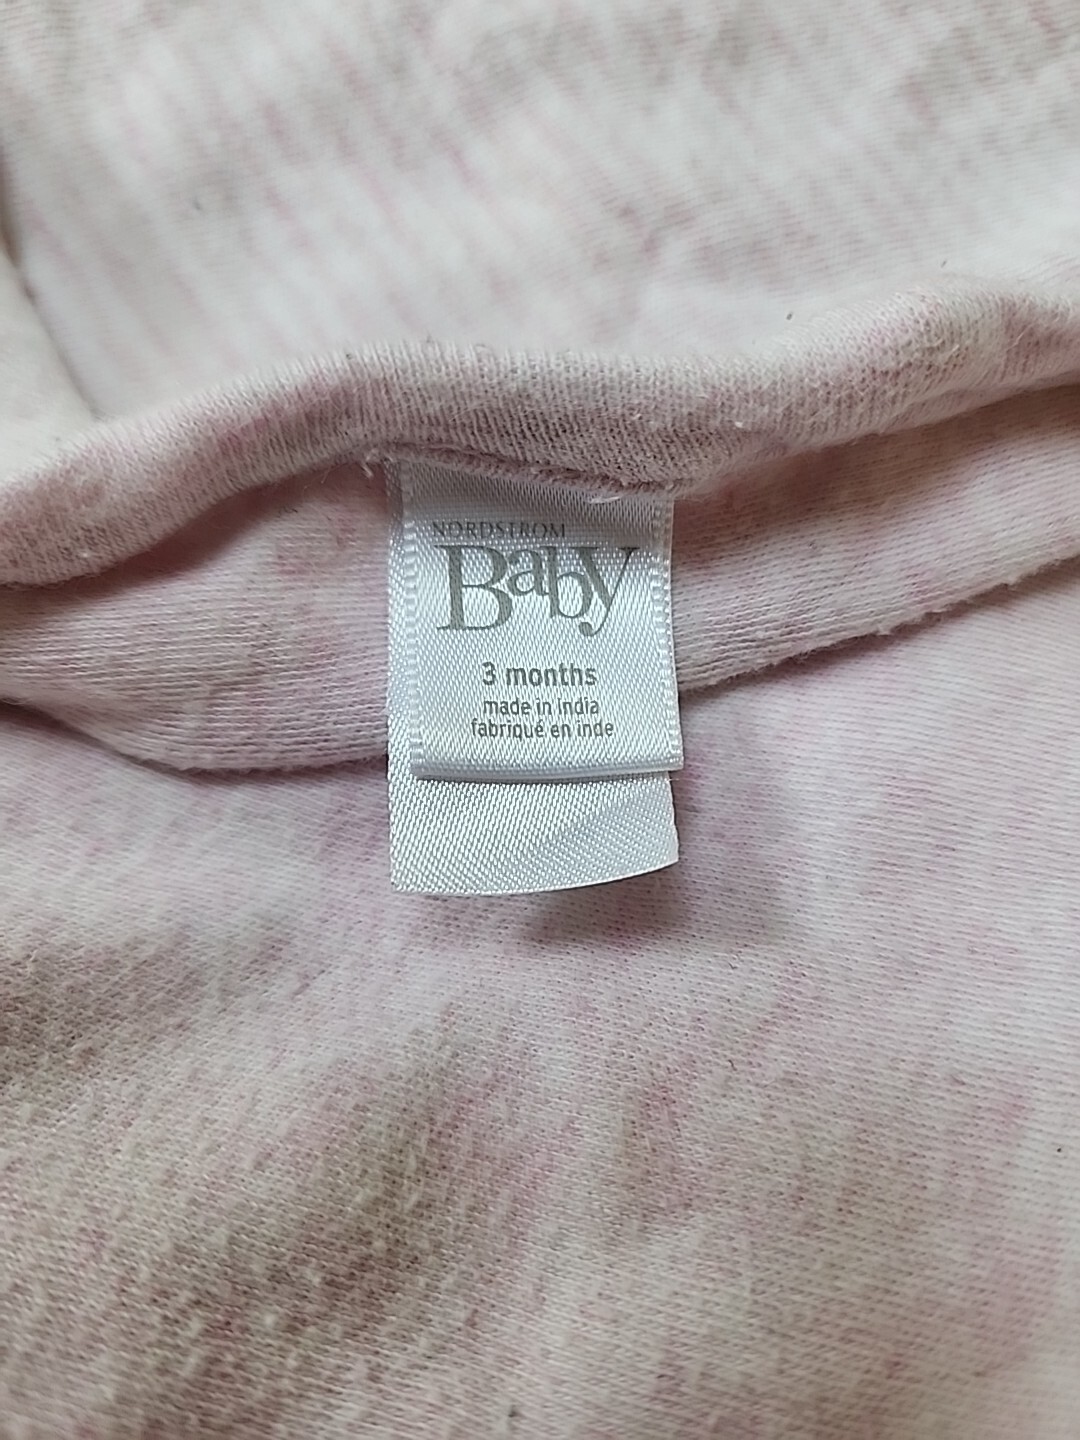 NORDSTROM
Baby
3 months
made in india
fabriqué en inde